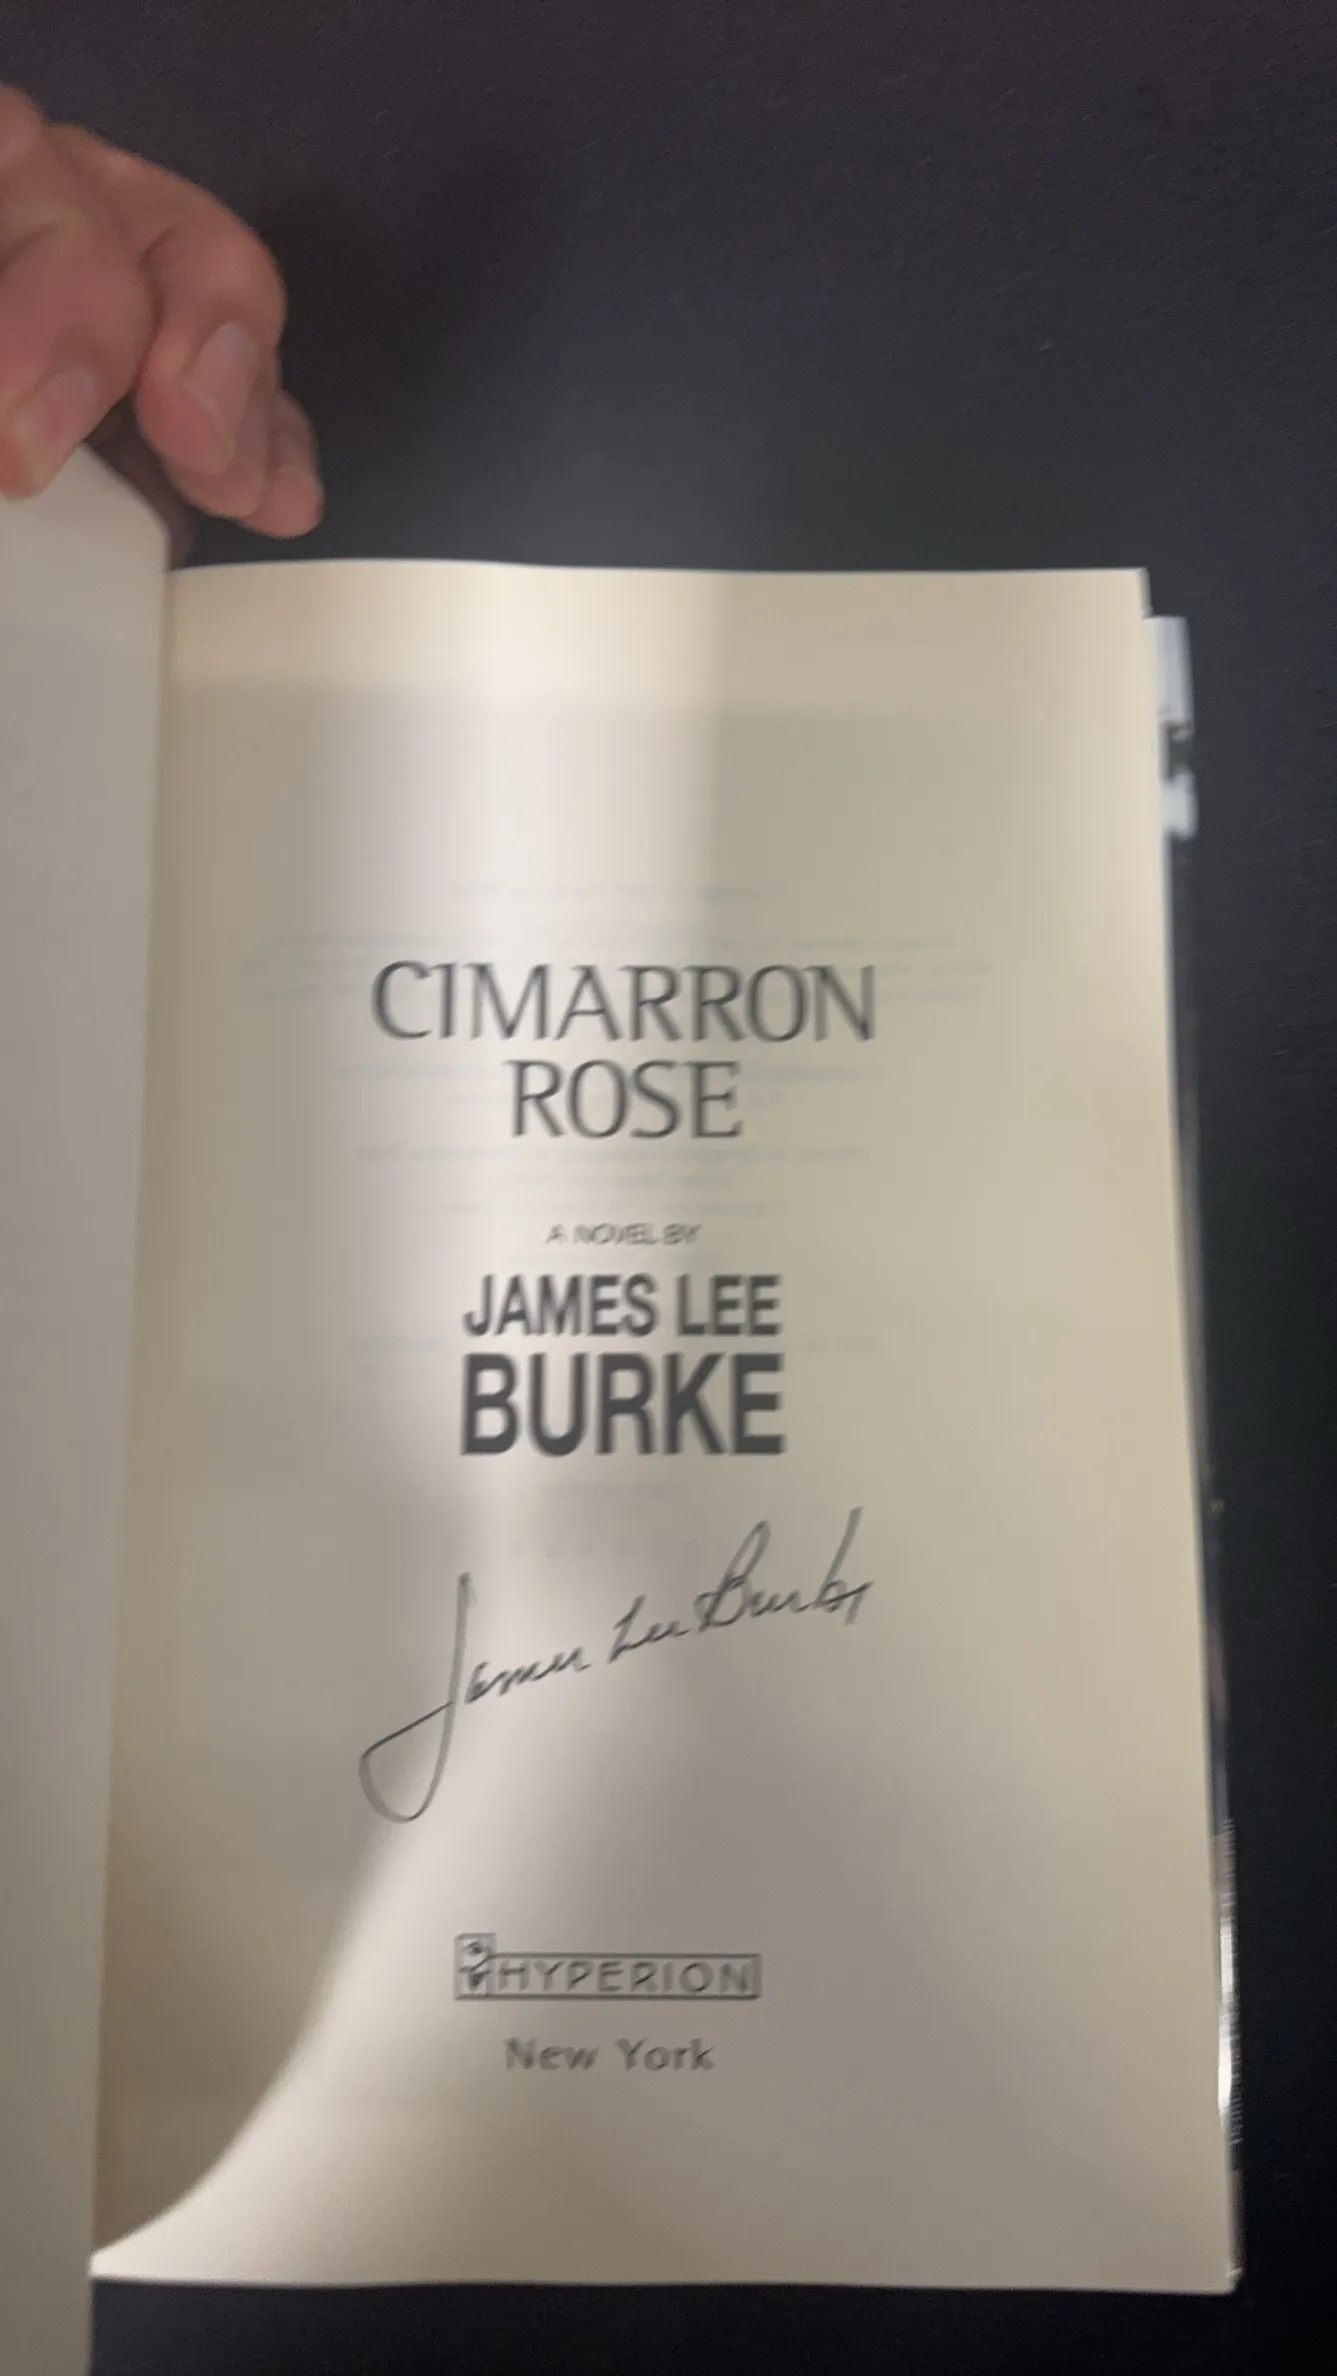 CIMARRON
ROSE
A NOVEL BY
JAMES LEE
BURKE
James Lee Burke
HYPERION
New York